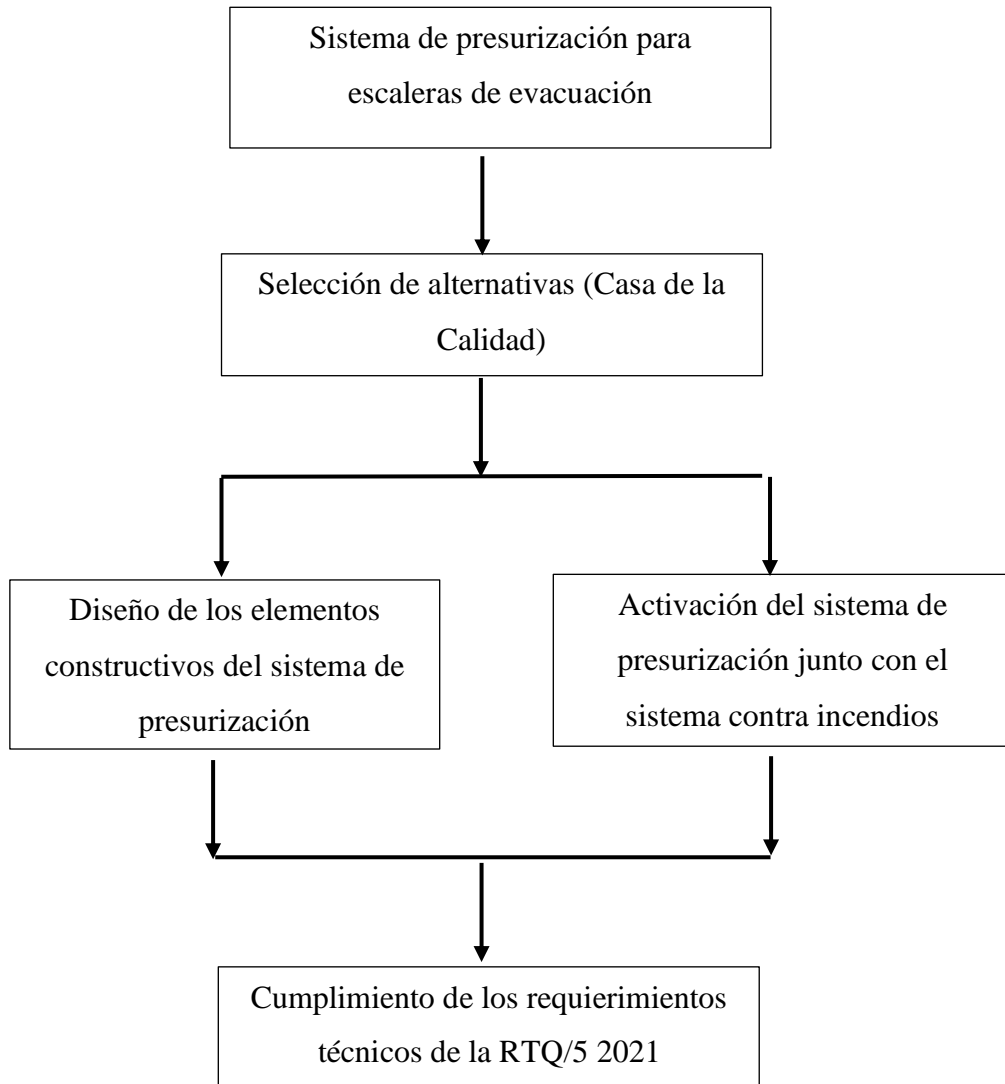 Sistema de presurización para
escaleras de evacuación
Selección de alternativas (Casa de la
Calidad)
Diseño de los elementos
constructivos del sistema de
presurización
Activación del sistema de
presurización junto con el
sistema contra incendios
Cumplimiento de los requierimientos
técnicos de la RTQ/5 2021